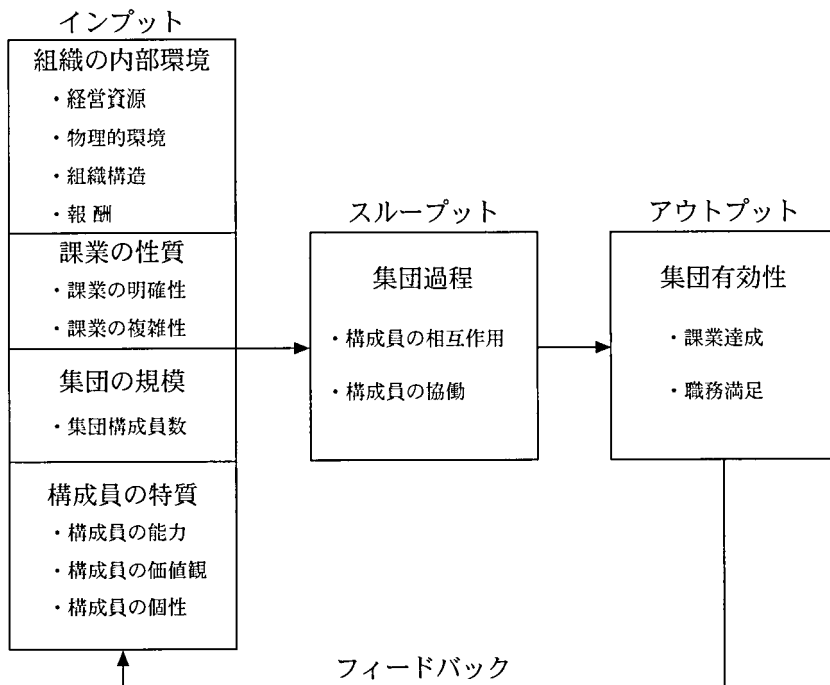 インプット
組織の内部環境
・経営資源
・物理的環境
・組織構造
・報 酬
課業の性質
・課業の明確性
・課業の複雑性
集団の規模
・集団構成員数
構成員の特質
・構成員の能力
・構成員の価値観
・構成員の個性
スループット
集団過程
・構成員の相互作用
・構成員の協働
アウトプット
集団有効性
・課業達成
・職務満足
フィードバック